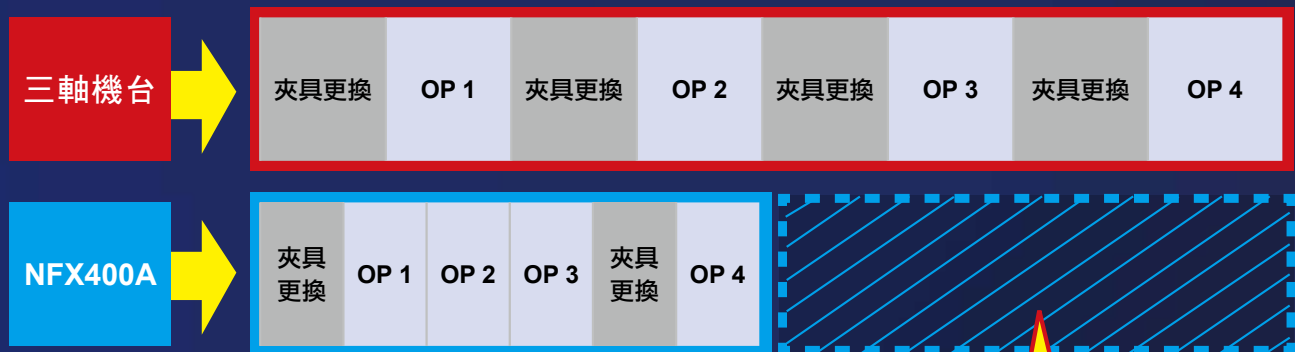 三軸機台
夾具更換 OP 1 夾具更換 OP 2 夾具更換 OP 3 夾具更換 OP 4
NFX400A
夾具
更換
OP 1 OP 2 OP 3
夾具
更換
OP 4